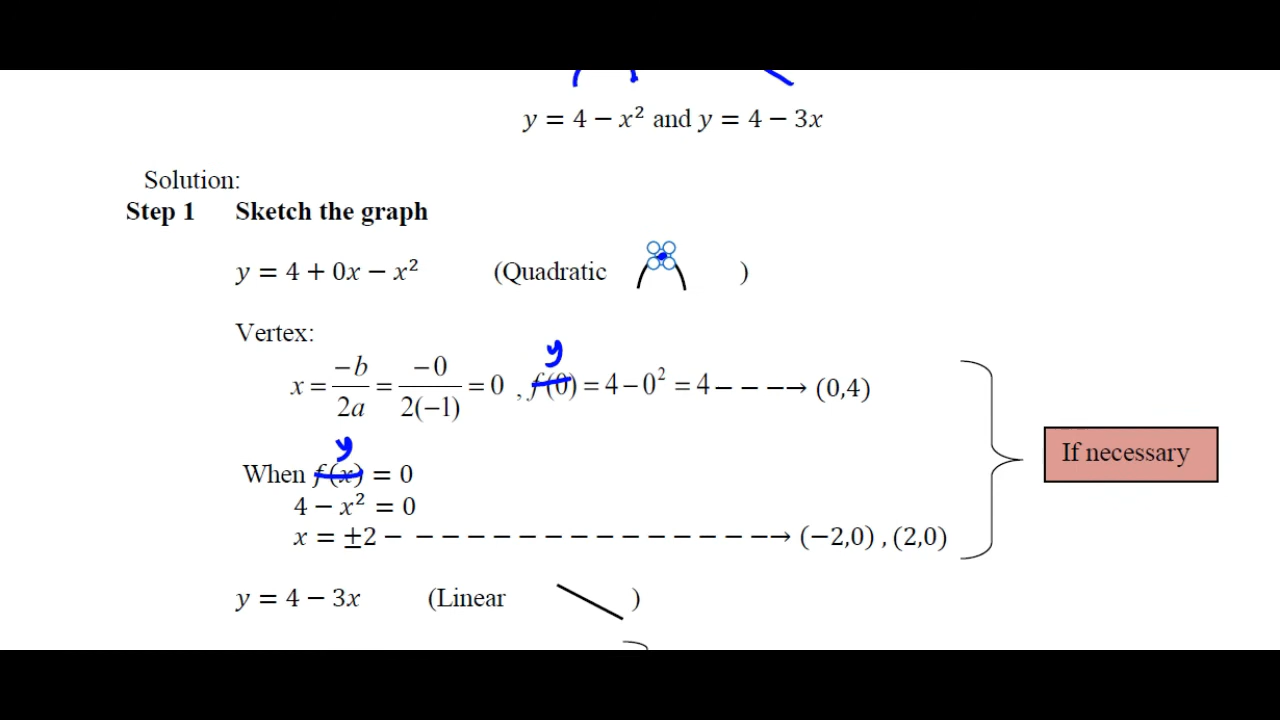 y = 4 − x² and y = 4 − 3x
Solution:
Step 1 Sketch the graph
y = 4 + 0x − x² (Quadratic )
Vertex:
y
x = −b/2a = −0/2(−1) = 0 , f(0) = 4 − 0² = 4 − − − −→ (0,4)
y
When f(x) = 0
If necessary
4 − x² = 0
x = ±2 − − − − − − − − − − − − − − − −→ (−2,0) , (2,0)
y = 4 − 3x (Linear )